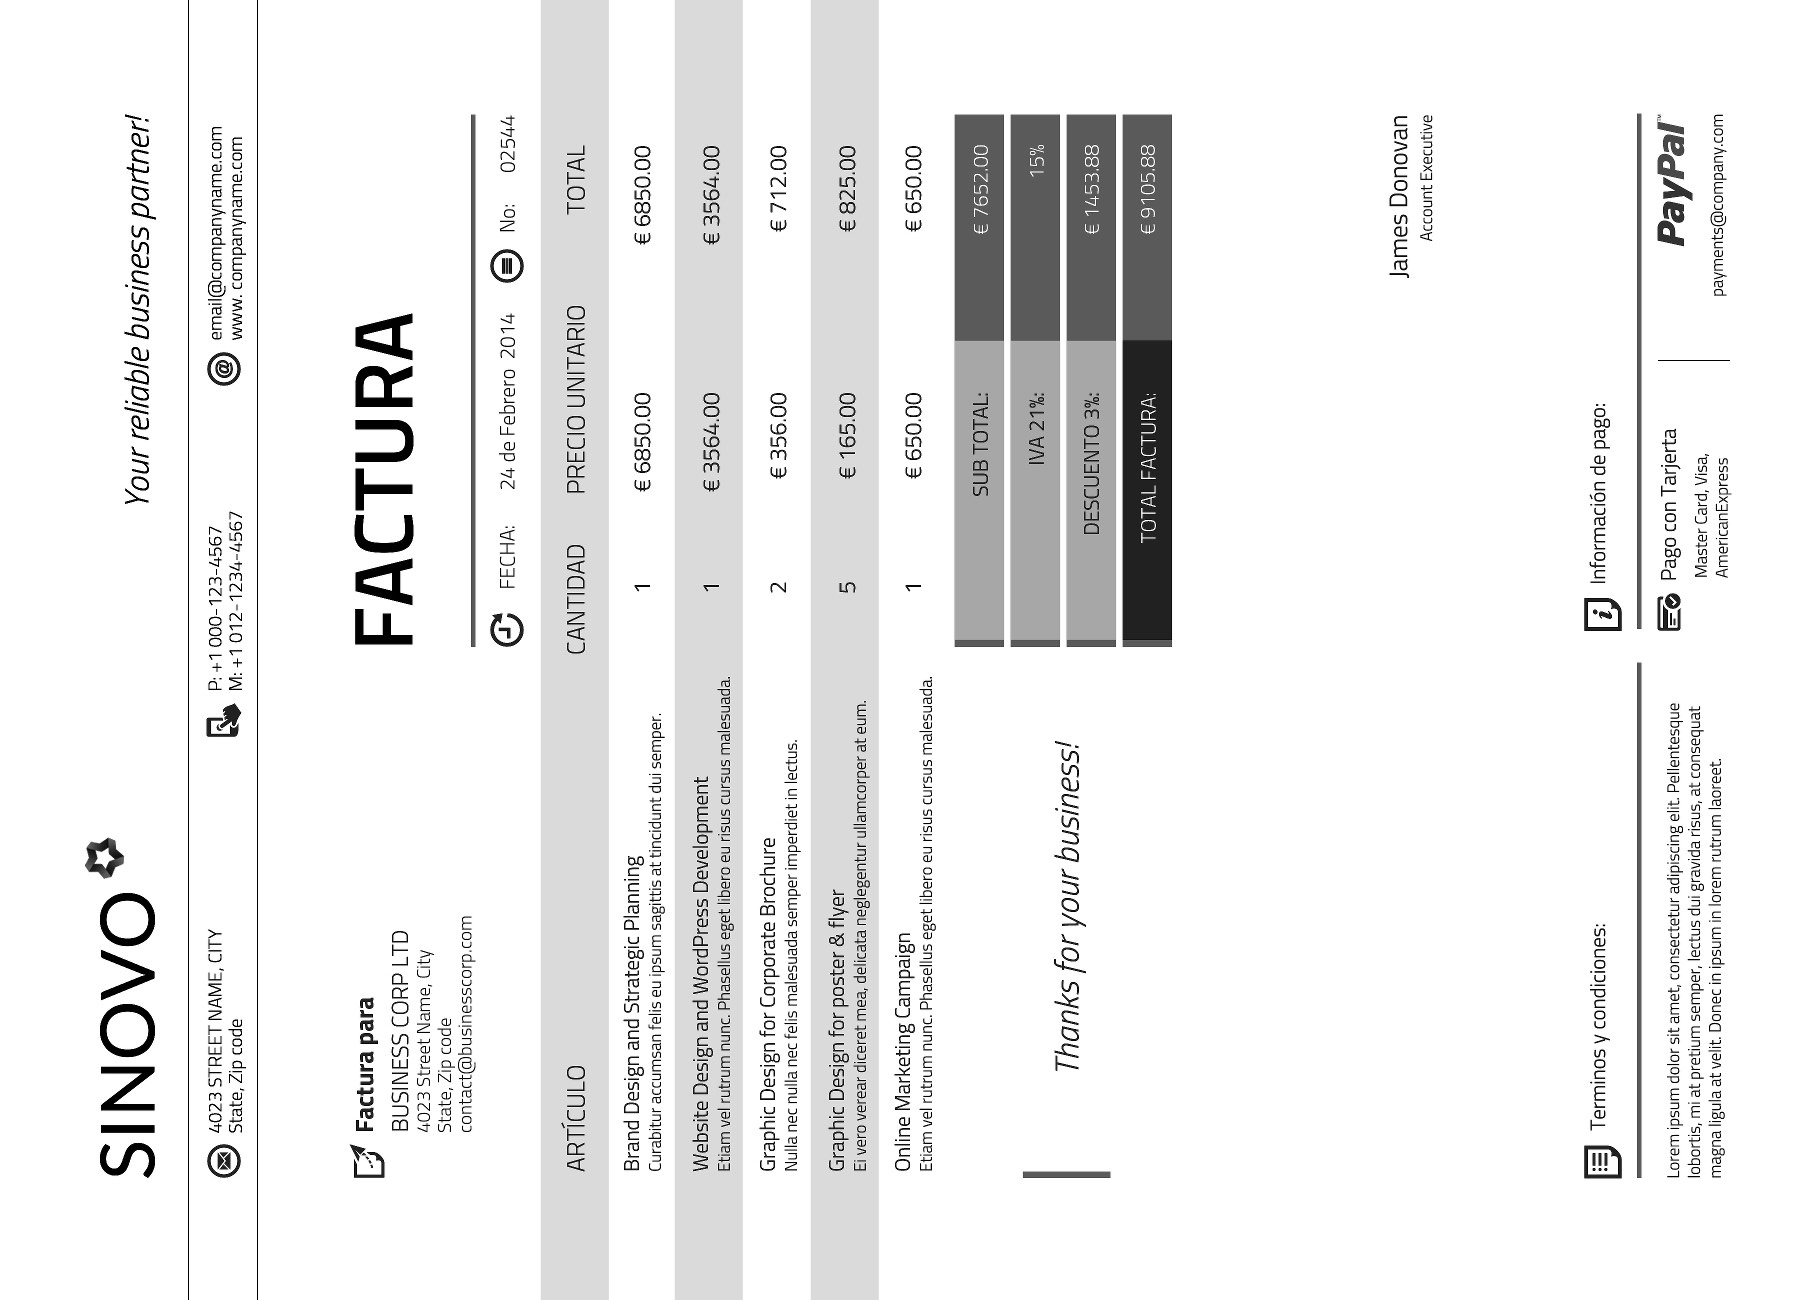 SINOVO
Your reliable business partner!
4023 STREET NAME, CITY
State, Zip code
P: +1 000-123-4567
M: +1 012-1234-4567
email@companyname.com
www. companyname.com
Factura para
BUSINESS CORP LTD
4023 Street Name, City
State, Zip code
contact@businesscorp.com
FACTURA
FECHA: 24 de Febrero 2014 No: 02544
ARTÍCULO CANTIDAD PRECIO UNITARIO TOTAL
Brand Design and Strategic Planning 1 € 6850.00 € 6850.00
Curabitur accumsan felis eu ipsum sagittis at tincidunt dui semper.
Website Design and WordPress Development 1 € 3564.00 € 3564.00
Etiam vel rutrum nunc. Phasellus eget libero eu risus cursus malesuada.
Graphic Design for Corporate Brochure 2 € 356.00 € 712.00
Nulla nec nulla nec felis malesuada semper imperdiet in lectus.
Graphic Design for poster & flyer 5 € 165.00 € 825.00
Ei vero verear diceret mea, delicata neglegentur ullamcorper at eum.
Online Marketing Campaign 1 € 650.00 € 650.00
Etiam vel rutrum nunc. Phasellus eget libero eu risus cursus malesuada.
SUB TOTAL: € 7652.00
IVA 21%: 15%
DESCUENTO 3%: € 1453.88
TOTAL FACTURA: € 9105.88
Thanks for your business!
James Donovan
Account Executive
Terminos y condiciones:
Lorem ipsum dolor sit amet, consectetur adipiscing elit. Pellentesque
lobortis, mi at pretium semper, lectus dui gravida risus, at consequat
magna ligula at velit. Donec in ipsum in lorem rutrum laoreet.
Información de pago:
Pago con Tarjerta
Master Card, Visa,
AmericanExpress
PayPal™
payments@company.com